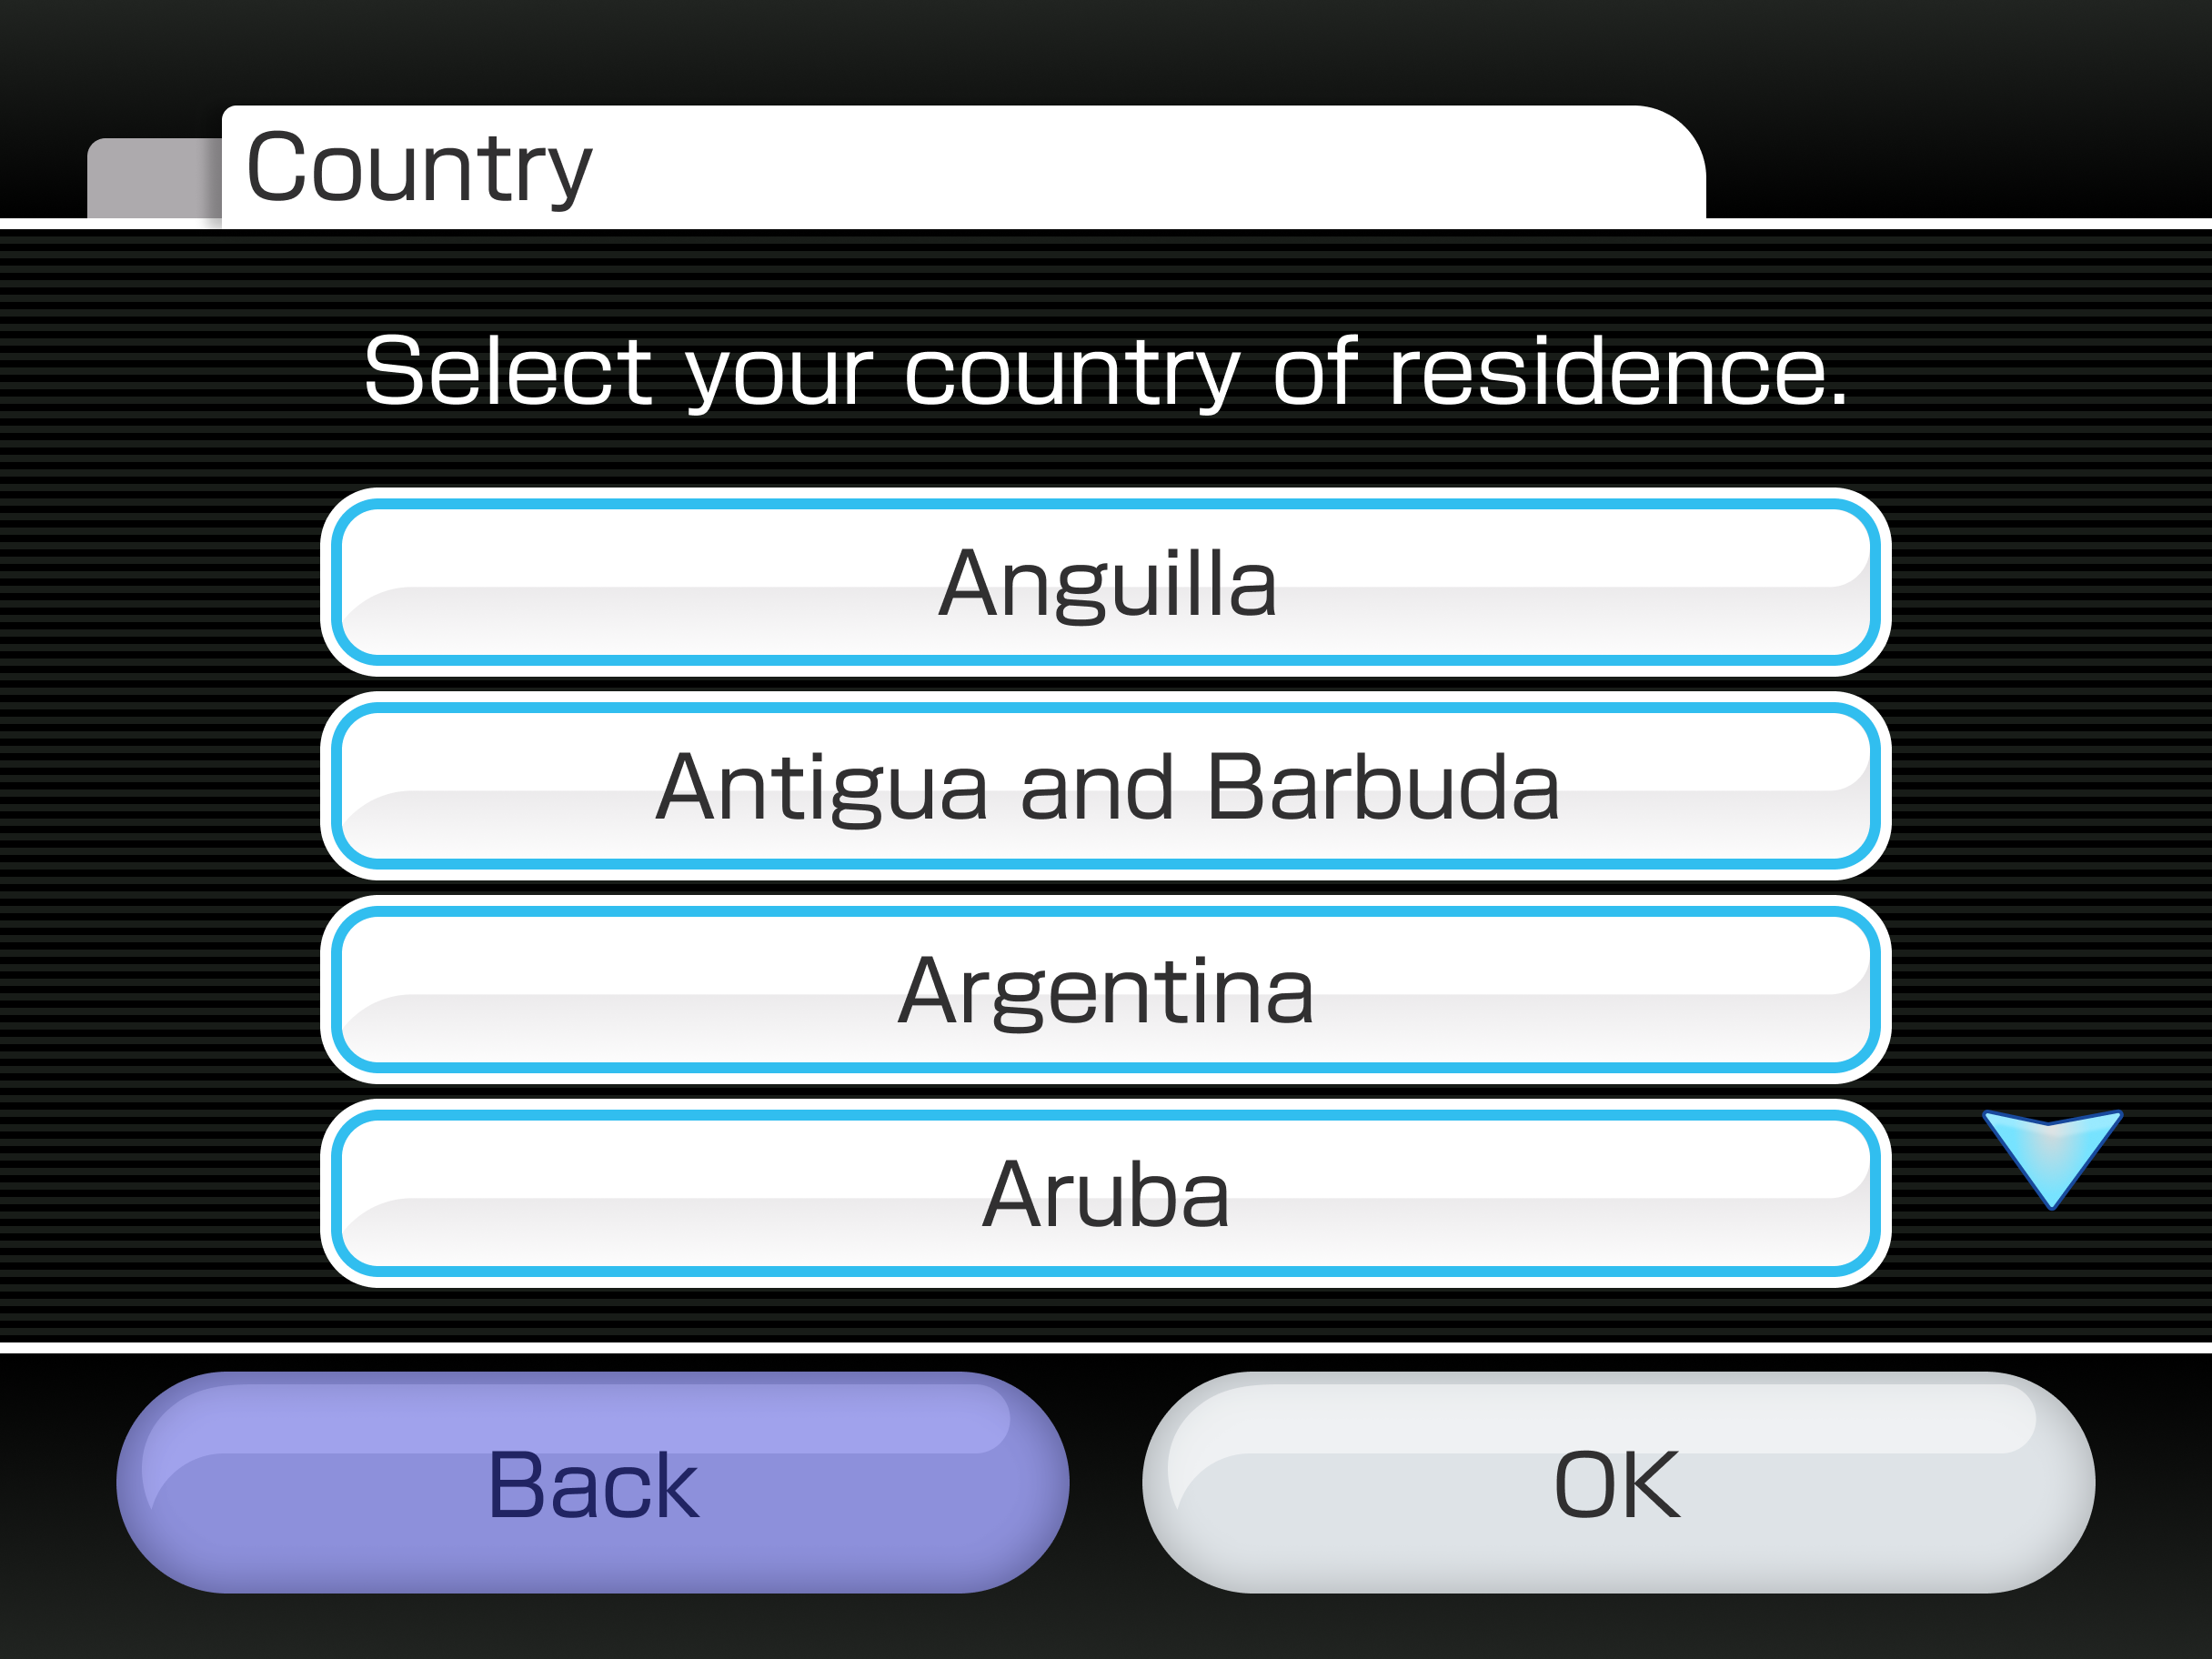 Country
Select your country of residence.
Anguilla
Antigua and Barbuda
Argentina
Aruba
Back
OK